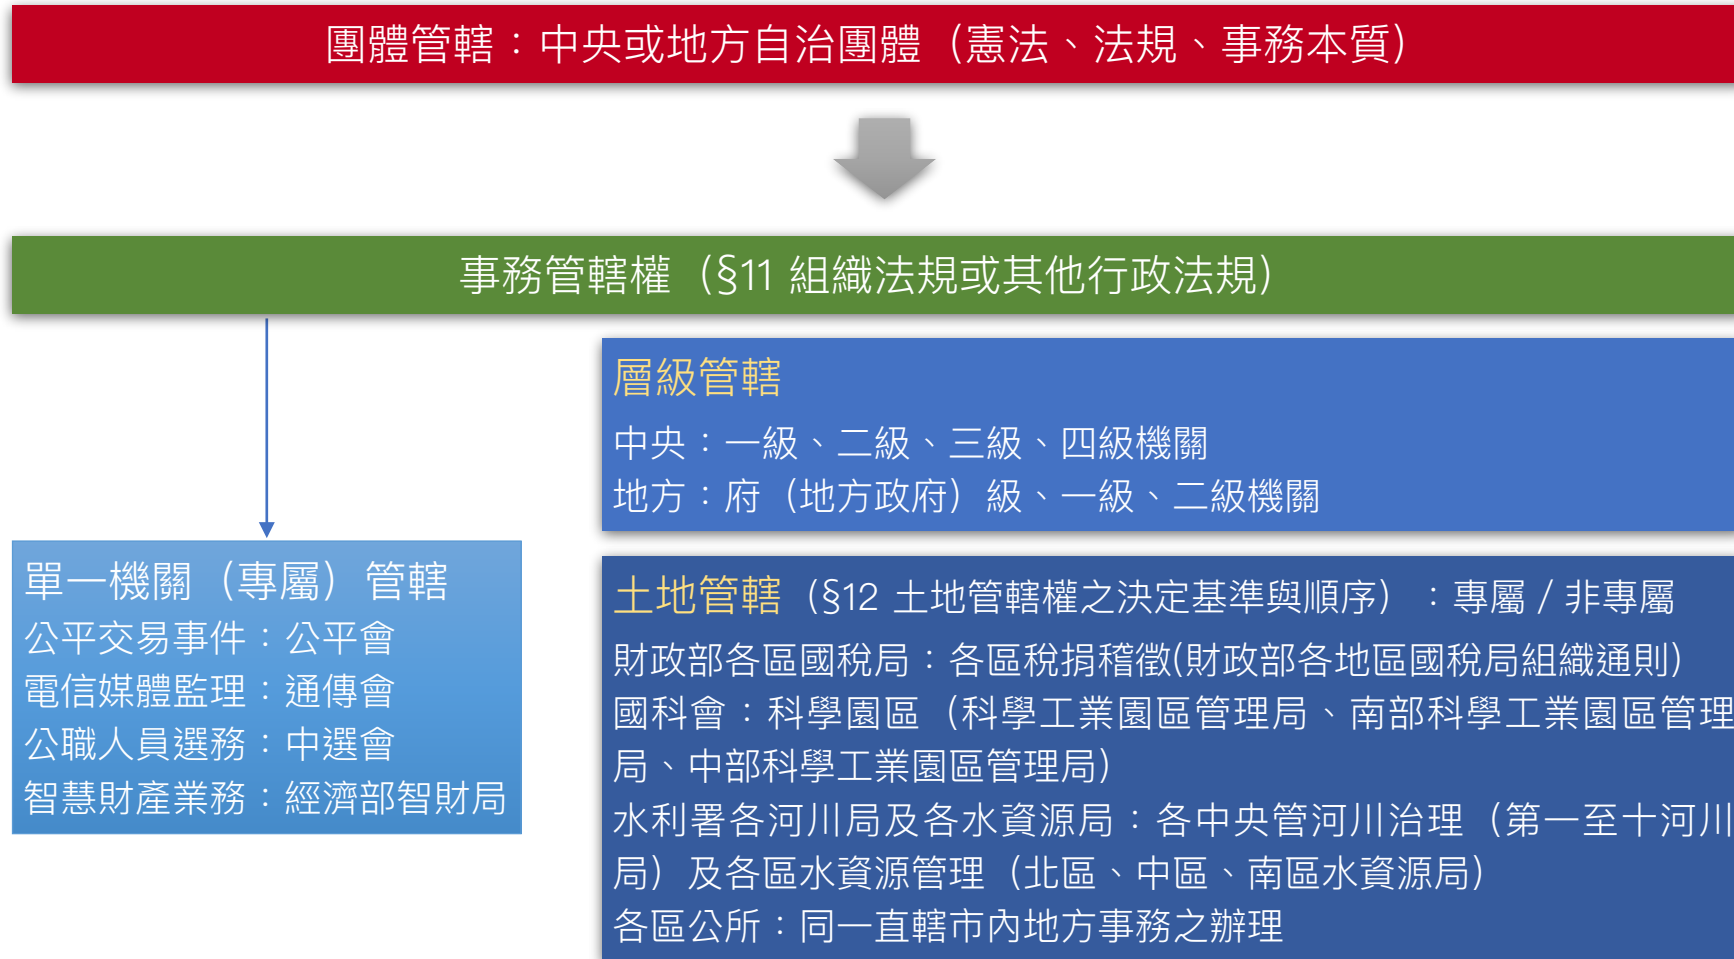 團體管轄：中央或地方自治團體（憲法、法規、事務本質）
事務管轄權（§11 組織法規或其他行政法規）
單一機關（專屬）管轄
公平交易事件：公平會
電信媒體監理：通傳會
公職人員選務：中選會
智慧財產業務：經濟部智財局
層級管轄
中央：一級、二級、三級、四級機關
地方：府（地方政府）級、一級、二級機關
土地管轄（§12 土地管轄權之決定基準與順序）：專屬 / 非專屬
財政部各區國稅局：各區稅捐稽徵(財政部各地區國稅局組織通則)
國科會：科學園區（科學工業園區管理局、南部科學工業園區管理
局、中部科學工業園區管理局）
水利署各河川局及各水資源局：各中央管河川治理（第一至十河川
局）及各區水資源管理（北區、中區、南區水資源局）
各區公所：同一直轄市內地方事務之辦理